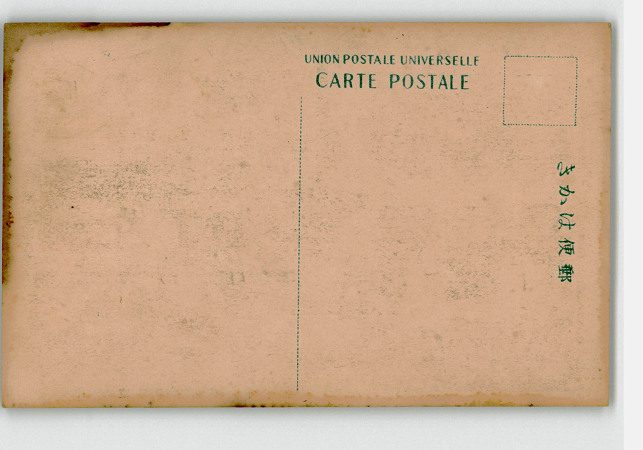 UNION POSTALE UNIVERSELLE
CARTE POSTALE
郵便はかき